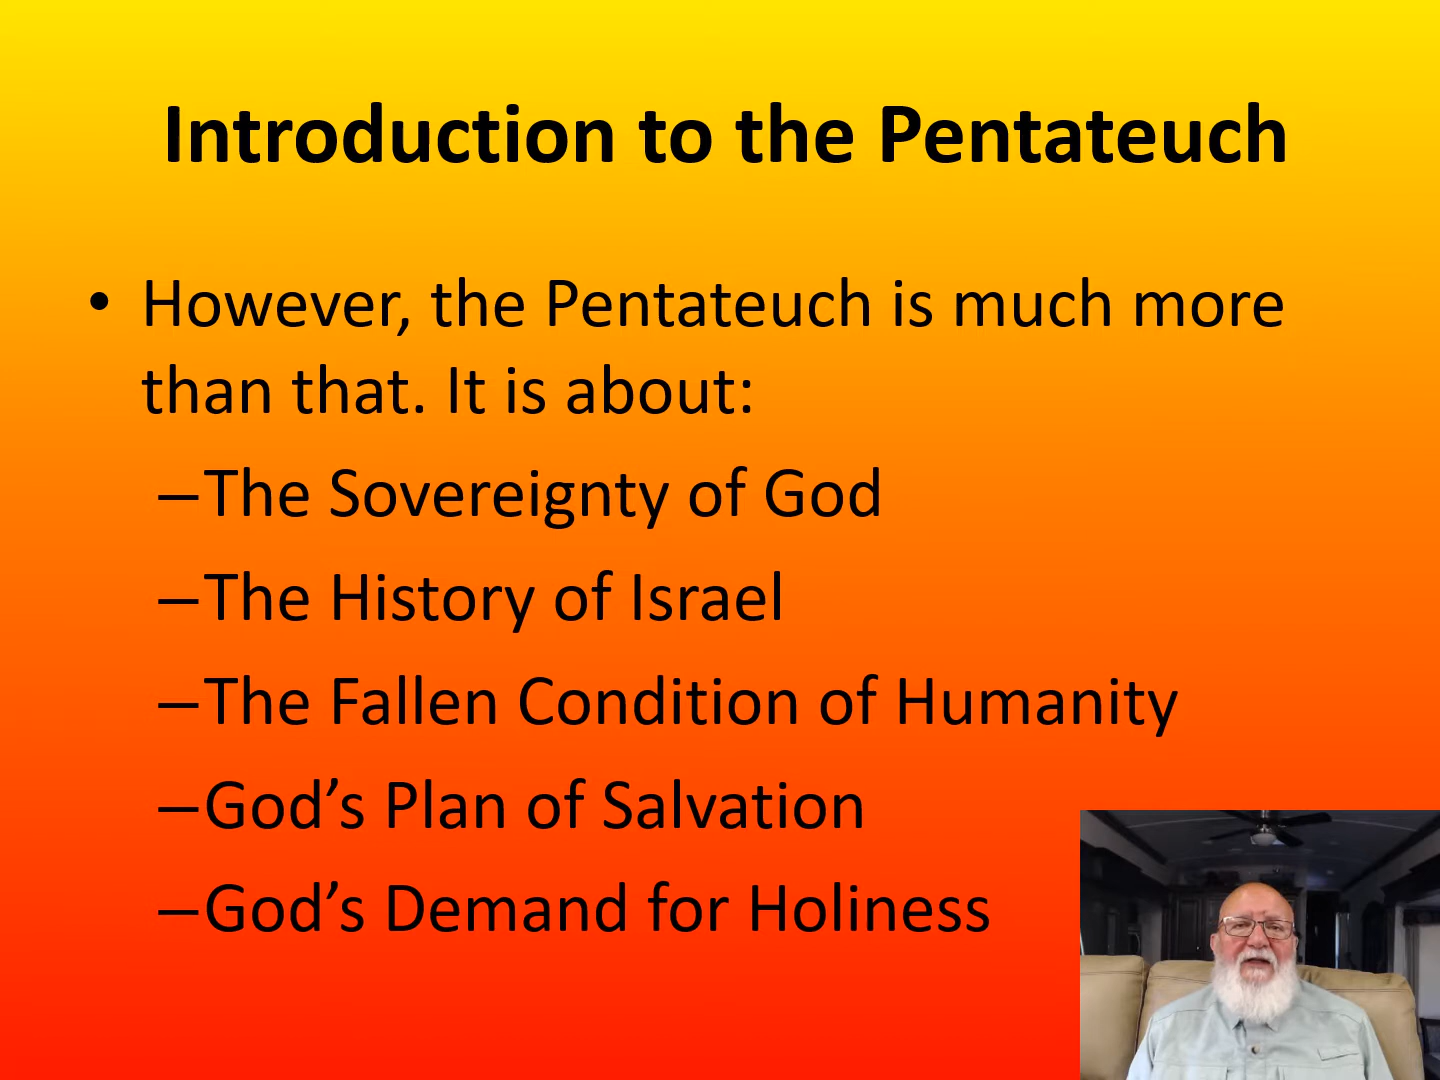 Introduction to the Pentateuch
• However, the Pentateuch is much more
than that. It is about:
–The Sovereignty of God
–The History of Israel
–The Fallen Condition of Humanity
–God’s Plan of Salvation
–God’s Demand for Holiness